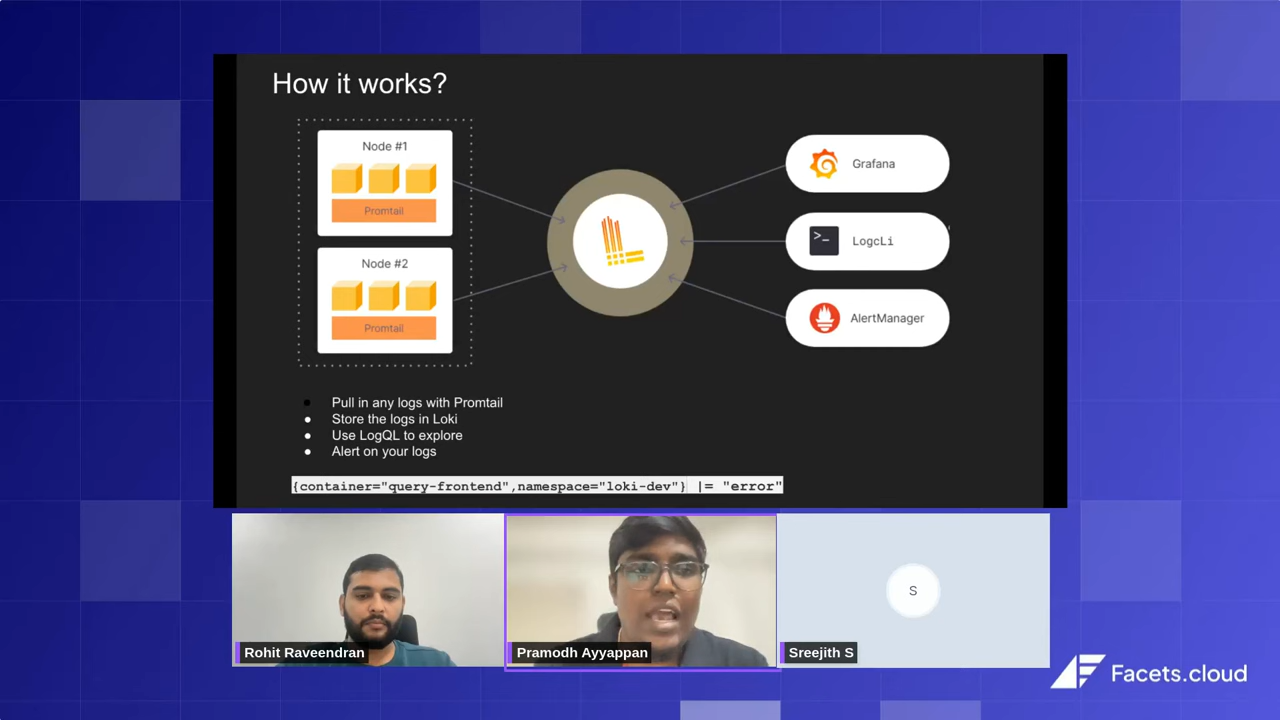 How it works?
Node #1
Promtail
Node #2
Promtail
Grafana
>_
LogcLi
AlertManager
● Pull in any logs with Promtail
● Store the logs in Loki
● Use LogQL to explore
● Alert on your logs
{container="query-frontend",namespace="loki-dev"} |= "error"
Rohit Raveendran
Pramodh Ayyappan
S
Sreejith S
Facets.cloud